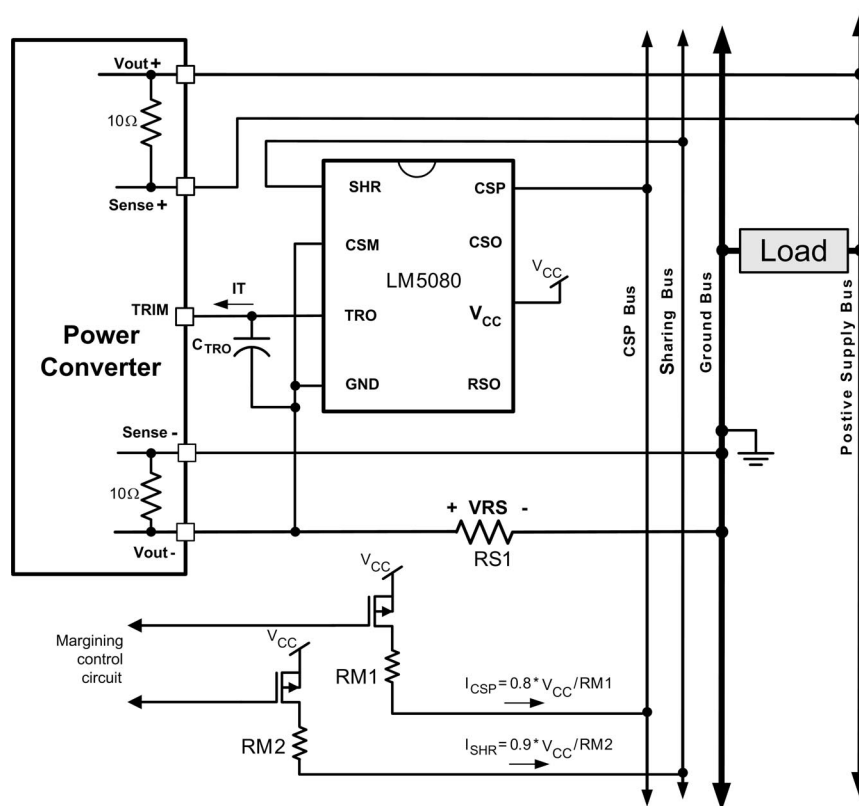 Vout+
10Ω
Sense+
TRIM
Power
Converter
Sense-
10Ω
Vout-
IT
CTRO
SHR
CSM
TRO
GND
LM5080
CSP
CSO
VCC
RSO
VCC
CSP Bus
Sharing Bus
Ground Bus
Load
Postive Supply Bus
+ VRS -
RS1
Margining
control
circuit
VCC
RM1
ICSP=0.8*VCC/RM1
VCC
RM2
ISHR=0.9*VCC/RM2